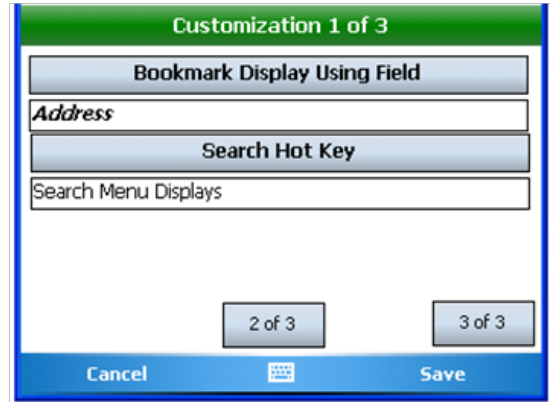 Customization 1 of 3
Bookmark Display Using Field
Address
Search Hot Key
Search Menu Displays
2 of 3
3 of 3
Cancel
Save